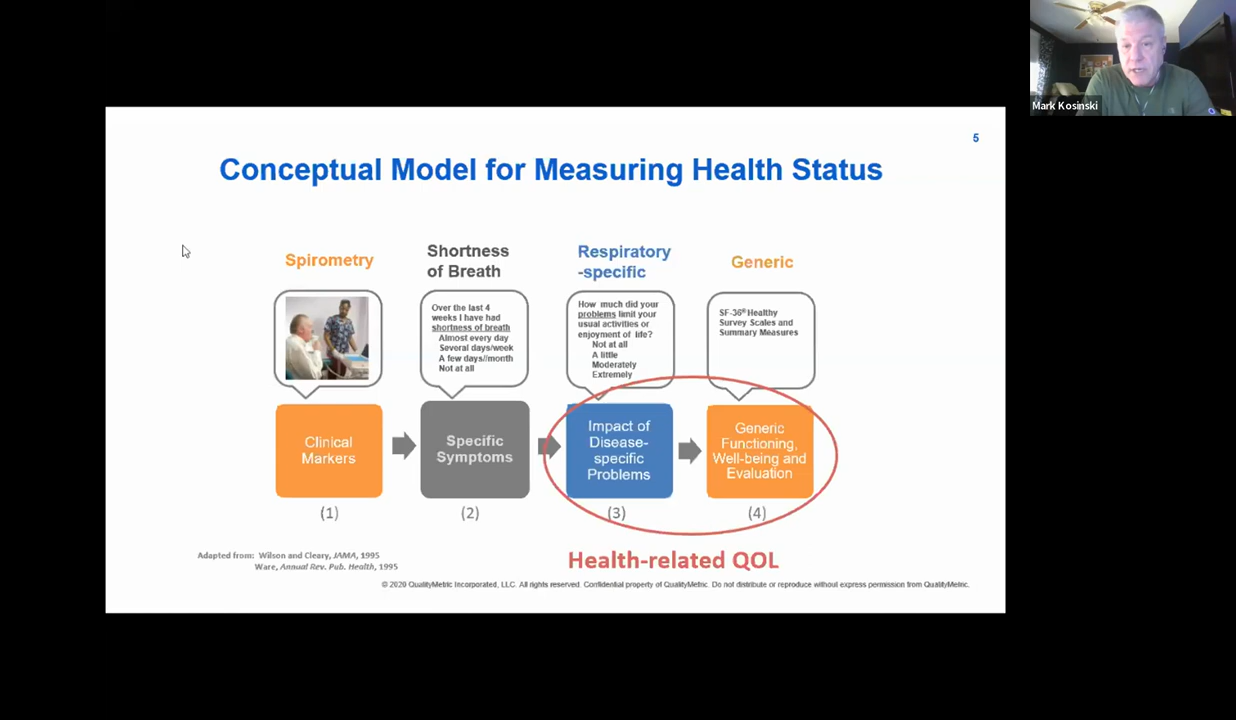 Mark Kosinski
5
Conceptual Model for Measuring Health Status
Spirometry
Shortness
of Breath
Over the last 4
weeks I have had
shortness of breath
Almost every day
Several days/week
A few days//month
Not at all
Respiratory
-specific
How much did your
problems limit your
usual activities or
enjoyment of life?
Not at all
A little
Moderately
Extremely
Generic
SF-36® Healthy
Survey Scales and
Summary Measures
Clinical
Markers
Specific
Symptoms
Impact of
Disease-
specific
Problems
Generic
Functioning,
Well-being and
Evaluation
(1)
(2)
(3)
(4)
Health-related QOL
Adapted from: Wilson and Cleary, JAMA, 1995
Ware, Annual Rev. Pub. Health, 1995
© 2020 QualityMetric Incorporated, LLC. All rights reserved. Confidential property of QualityMetric. Do not distribute or reproduce without express permission from QualityMetric.